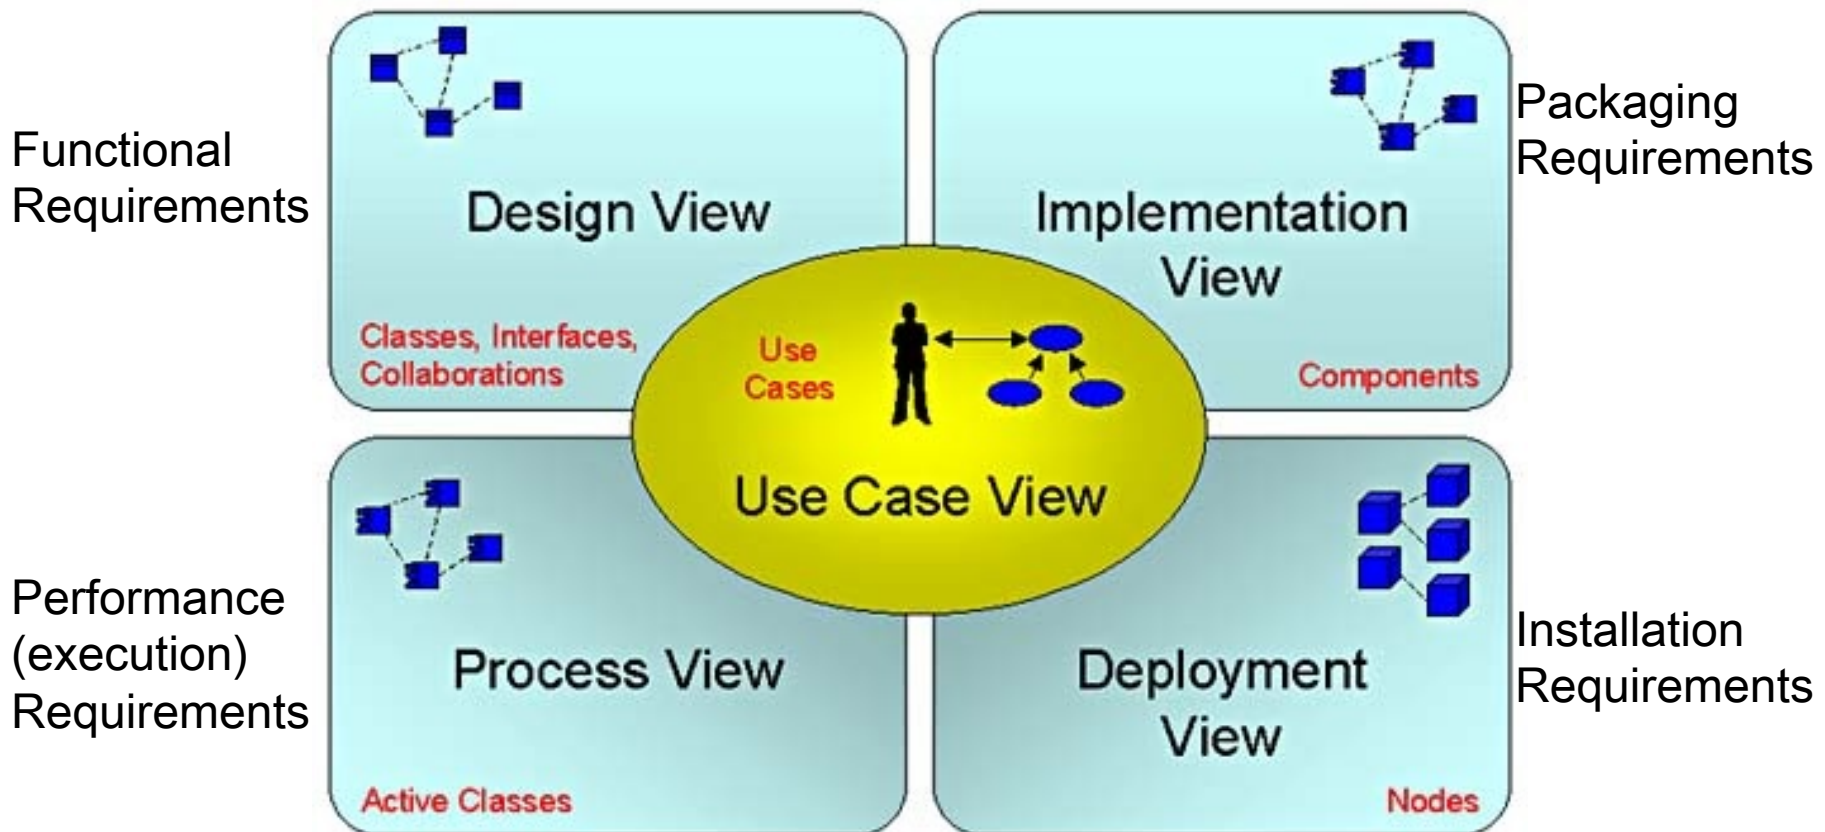 Functional
Requirements
Design View
Classes, Interfaces,
Collaborations
Implementation
View
Components
Packaging
Requirements
Use
Cases
Use Case View
Performance
(execution)
Requirements
Process View
Active Classes
Deployment
View
Nodes
Installation
Requirements